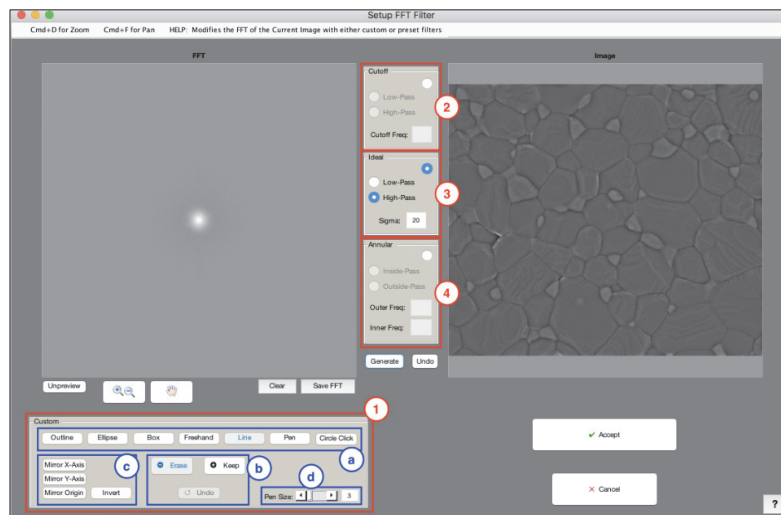 Setup FFT Filter
Cmd+D for Zoom Cmd+F for Pan HELP: Modifies the FFT of the Current Image with either custom or preset filters
FFT
Image
Cutoff
Low-Pass
High-Pass
2
Cutoff Freq:
Ideal
Low-Pass
High-Pass
3
Sigma: 20
Annular
Inside-Pass
Outside-Pass
4
Outer Freq:
Inner Freq:
Generate Undo
Unpreview Clear Save FFT
1
Custom
Outline Ellipse Box Freehand Line Pen Circle Click
a
Mirror X-Axis
Mirror Y-Axis
Mirror Origin Invert
c
Erase Keep
b
Undo
d
Pen Size: 3
Accept
Cancel
?